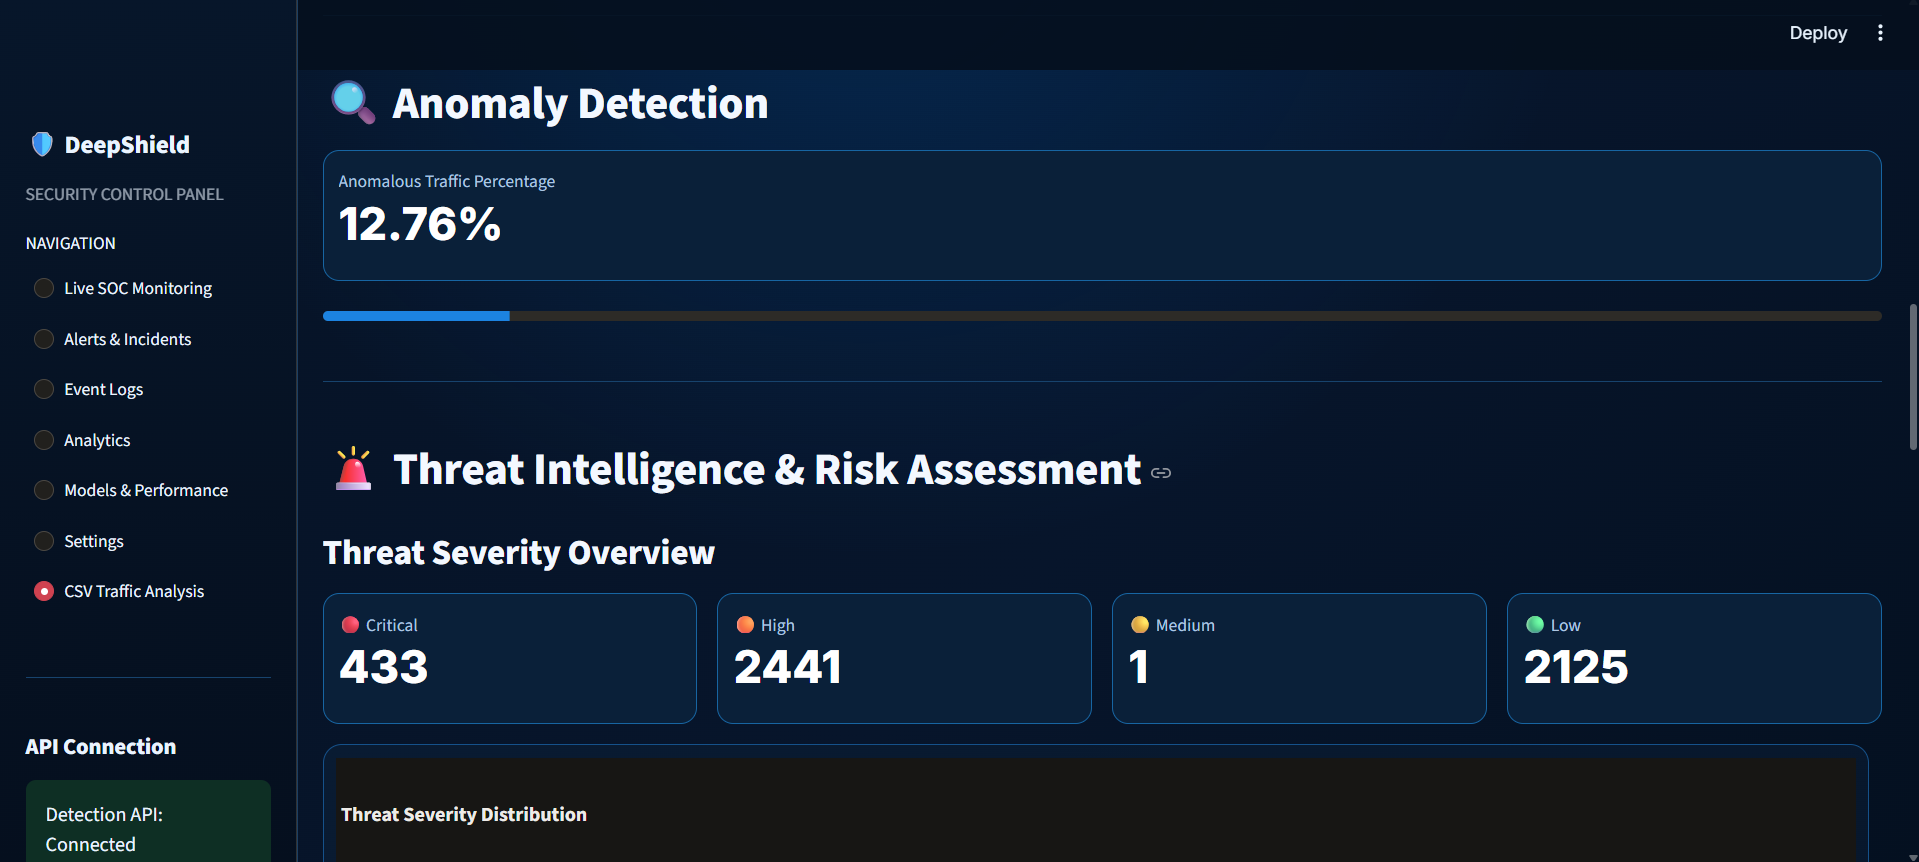 Deploy
DeepShield
SECURITY CONTROL PANEL
NAVIGATION
Live SOC Monitoring
Alerts & Incidents
Event Logs
Analytics
Models & Performance
Settings
CSV Traffic Analysis
API Connection
Detection API:
Connected
Anomaly Detection
Anomalous Traffic Percentage
12.76%
Threat Intelligence & Risk Assessment
Threat Severity Overview
Critical
433
High
2441
Medium
1
Low
2125
Threat Severity Distribution